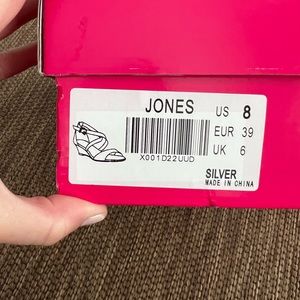 JONES
US 8
EUR 39
UK 6
X001D22UUD
SILVER
MADE IN CHINA